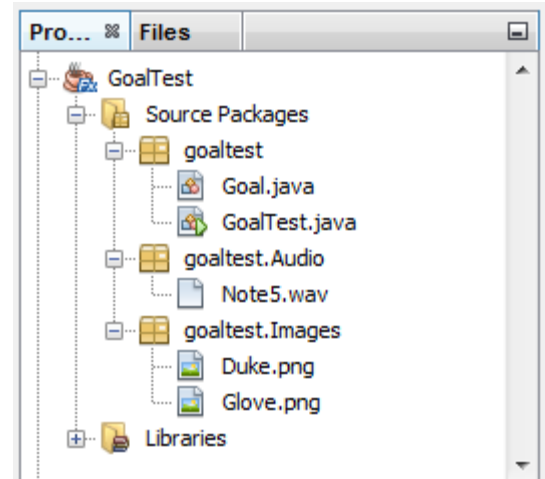 Pro... Files
GoalTest
Source Packages
goaltest
Goal.java
GoalTest.java
goaltest.Audio
Note5.wav
goaltest.Images
Duke.png
Glove.png
Libraries